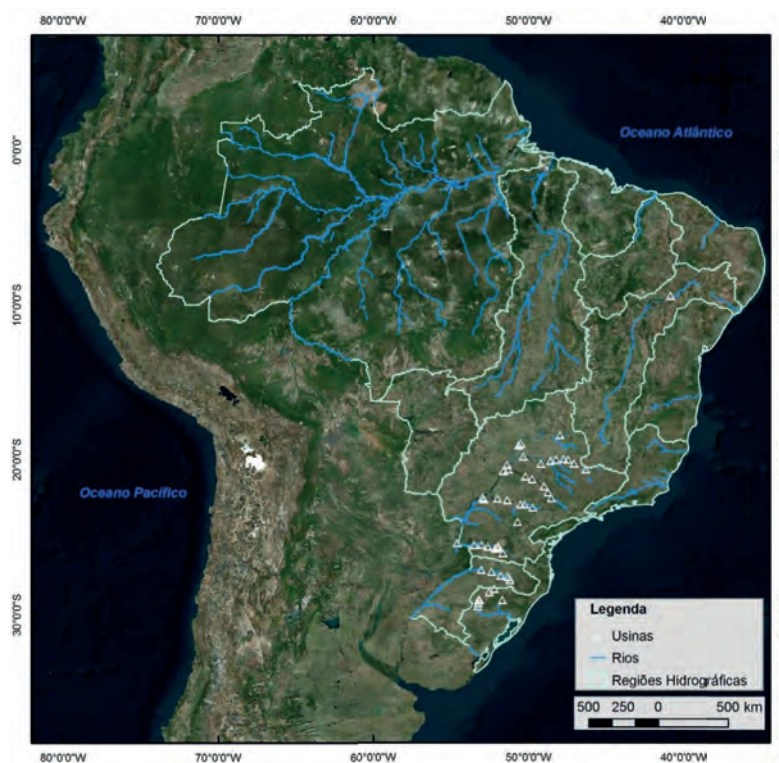 80°0'0"W 70°0'0"W 60°0'0"W 50°0'0"W 40°0'0"W
0°0'0"
10°0'0"S
20°0'0"S
30°0'0"S
Oceano Atlântico
Oceano Pacífico
Legenda
Usinas
Rios
Regiões Hidrográficas
500 250 0 500 km
80°0'0"W 70°0'0"W 60°0'0"W 50°0'0"W 40°0'0"W